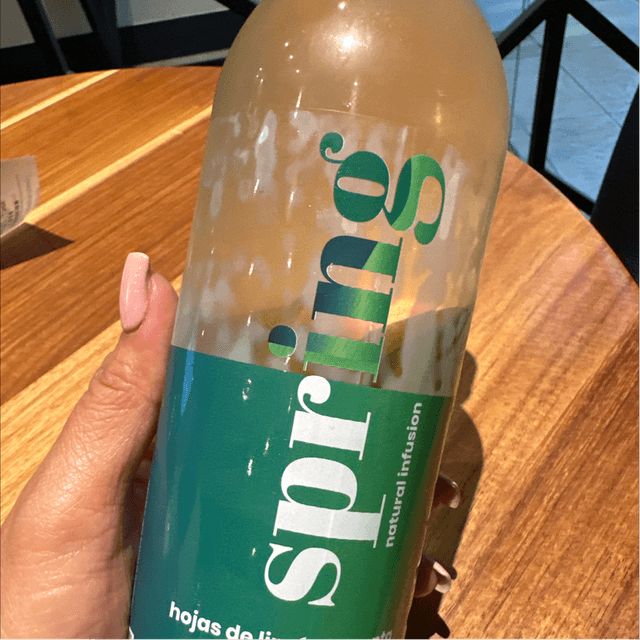 spring
natural infusion
hojas de